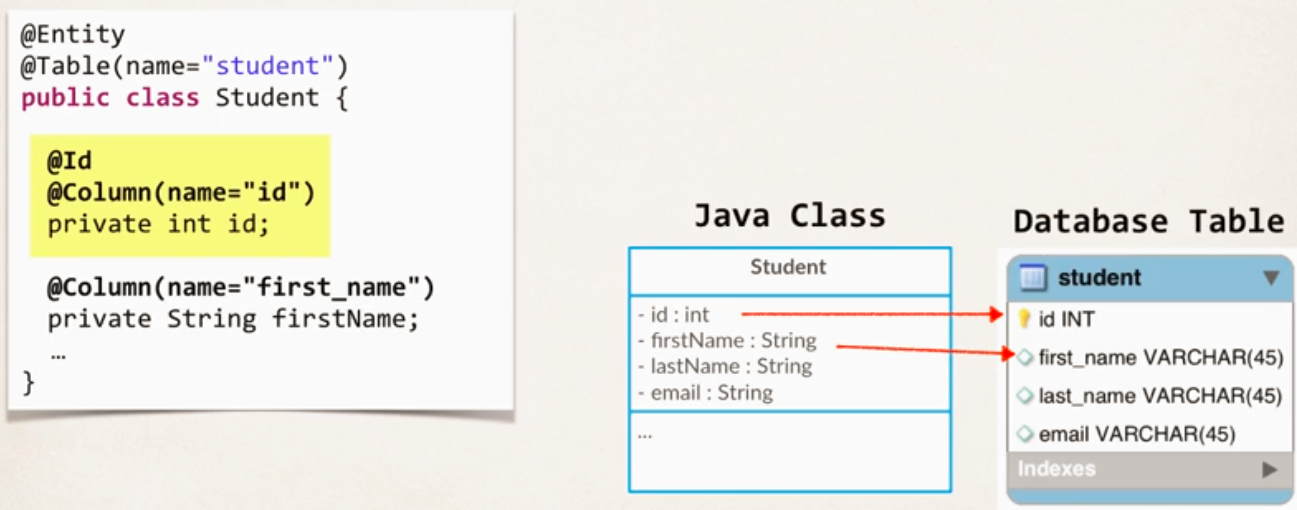 @Entity
@Table(name="student")
public class Student {
@Id
@Column(name="id")
private int id;
@Column(name="first_name")
private String firstName;
…
}
Java Class
Student
- id : int
- firstName : String
- lastName : String
- email : String
...
Database Table
student
id INT
first_name VARCHAR(45)
last_name VARCHAR(45)
email VARCHAR(45)
Indexes